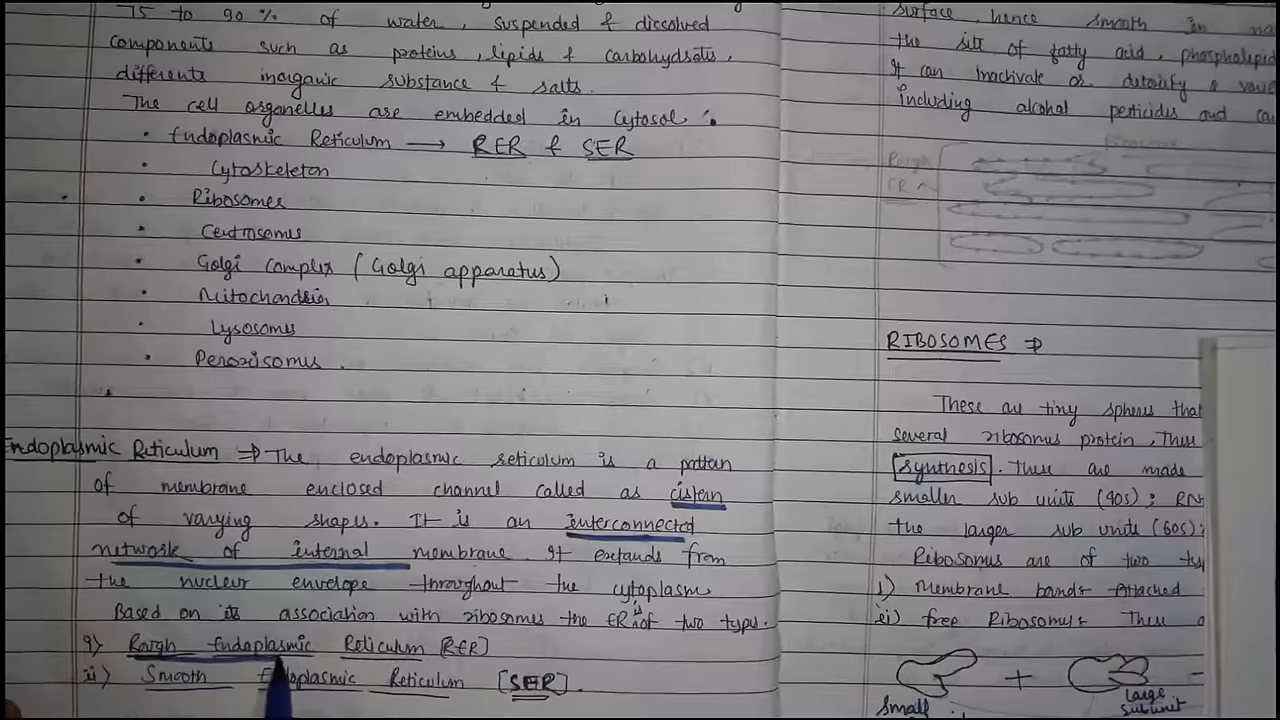 75 to 90% of water, suspended & dissolved
components such as proteins, lipids & carbohydrats,
differents inorganic substance & salts.
The cell organelles are embedded in Cytosol :
• Endoplasmic Reticulum → RER & SER
• Cytoskeleton
• Ribosomes
• Centrosomes
• Golgi Complex (Golgi apparatus)
• Mitochondria
• Lysosomes
• Peroxisomes.
Endoplasmic Reticulum ⇒ The endoplasmic reticulum is a pattern
of membrane enclosed channel called as cistern
of varying shapes. It is an interconnected
network of internal membrane. It extands from
the nuclear envelope throughout the cytoplasm
Based on its association with ribosomes the ER is of two types.
i) Rough Endoplasmic Reticulum [RER]
ii) Smooth Endoplasmic Reticulum [SER].
surface, hence smooth in
the site of fatty acid, phospholipid
It can inactivate or detoxify a
including alcohal pesticides and
Rough
ER
RIBOSOMES ⇒
These are tiny spheres that
several ribosomes protein, These
synthesis. These are made
smaller sub units (40s);
the larger sub units (60s);
Ribosomes are of two
i) Membrane bands attached
ii) free Ribosomes These
small + Large subunit